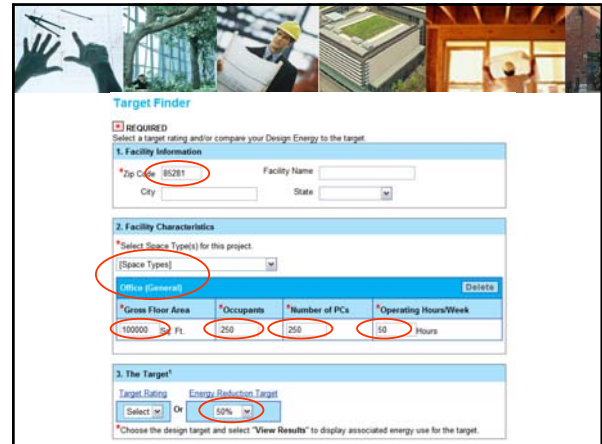 Target Finder
* REQUIRED
Select a target rating and/or compare your Design Energy to the target.
1. Facility Information
*Zip Code 85281 Facility Name
City State
2. Facility Characteristics
*Select Space Type(s) for this project.
[Space Types]
Office (General) Delete
*Gross Floor Area *Occupants *Number of PCs *Operating Hours/Week
100000 Sq. Ft. 250 250 50 Hours
3. The Target¹
Target Rating Energy Reduction Target
Select Or 50%
*Choose the design target and select "View Results" to display associated energy use for the target.